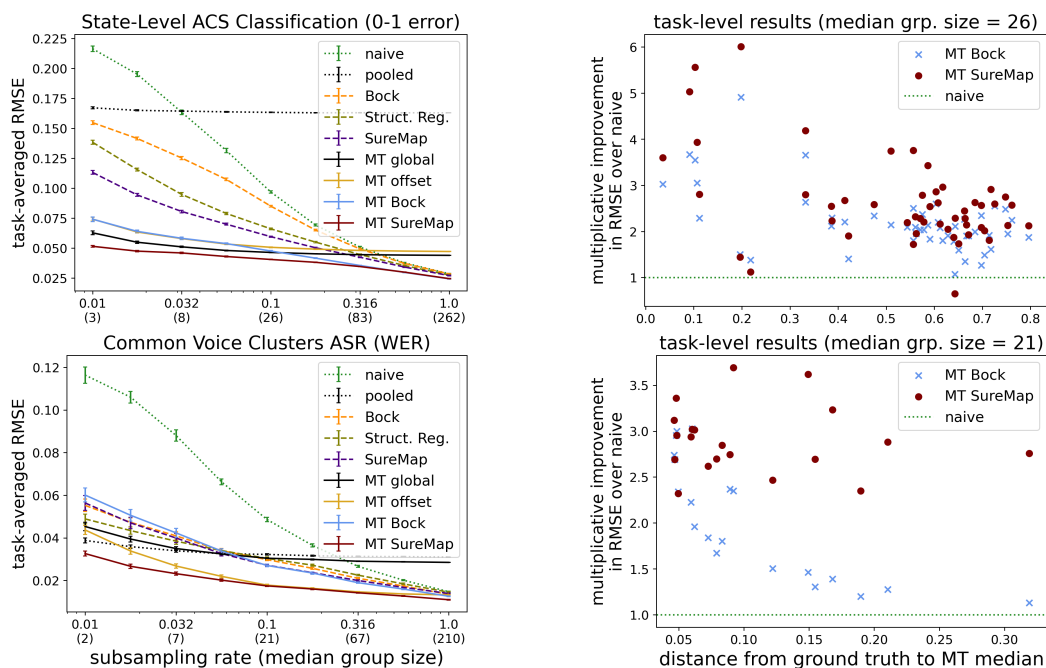 State-Level ACS Classification (0-1 error)
task-averaged RMSE
0.225
0.200
0.175
0.150
0.125
0.100
0.075
0.050
0.025
naive
pooled
Bock
Struct. Reg.
SureMap
MT global
MT offset
MT Bock
MT SureMap
0.01 0.032 0.1 0.316 1.0
(3) (8) (26) (83) (262)
task-level results (median grp. size = 26)
multiplicative improvement
in RMSE over naive
6
5
4
3
2
1
MT Bock
MT SureMap
naive
0.0 0.1 0.2 0.3 0.4 0.5 0.6 0.7 0.8
Common Voice Clusters ASR (WER)
task-averaged RMSE
0.12
0.10
0.08
0.06
0.04
0.02
naive
pooled
Bock
Struct. Reg.
SureMap
MT global
MT offset
MT Bock
MT SureMap
0.01 0.032 0.1 0.316 1.0
(2) (7) (21) (67) (210)
subsampling rate (median group size)
task-level results (median grp. size = 21)
multiplicative improvement
in RMSE over naive
3.5
3.0
2.5
2.0
1.5
1.0
MT Bock
MT SureMap
naive
0.05 0.10 0.15 0.20 0.25 0.30
distance from ground truth to MT median